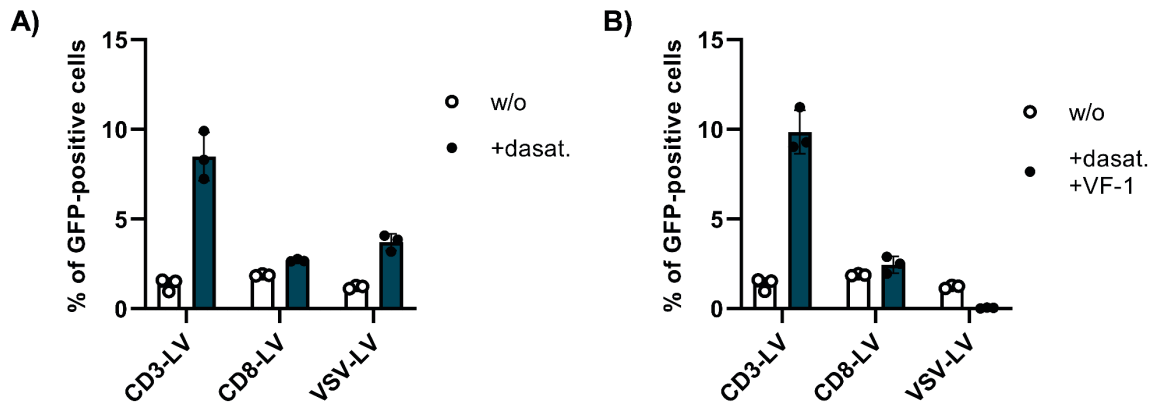 A)
% of GFP-positive cells
15
10
5
0
CD3-LV
CD8-LV
VSV-LV
w/o
+dasat.
B)
% of GFP-positive cells
15
10
5
0
CD3-LV
CD8-LV
VSV-LV
w/o
+dasat.
+VF-1